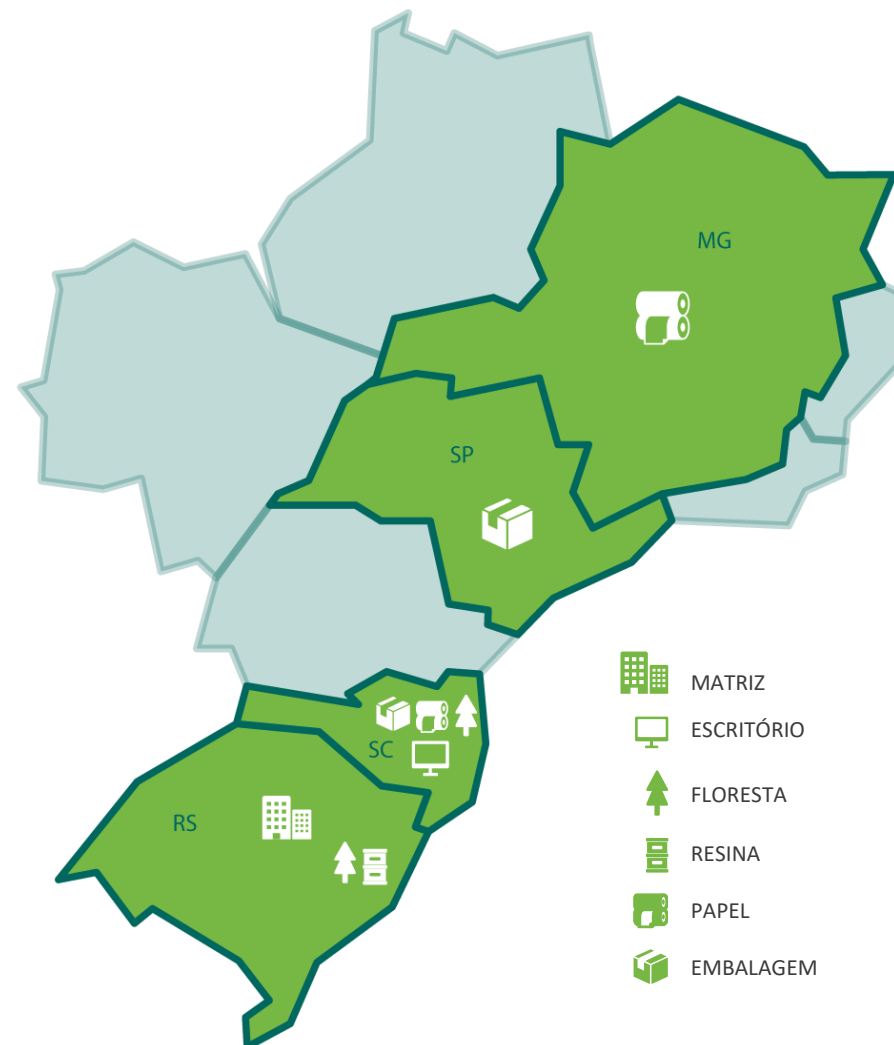 MG
SP
SC
RS
MATRIZ
ESCRITÓRIO
FLORESTA
RESINA
PAPEL
EMBALAGEM